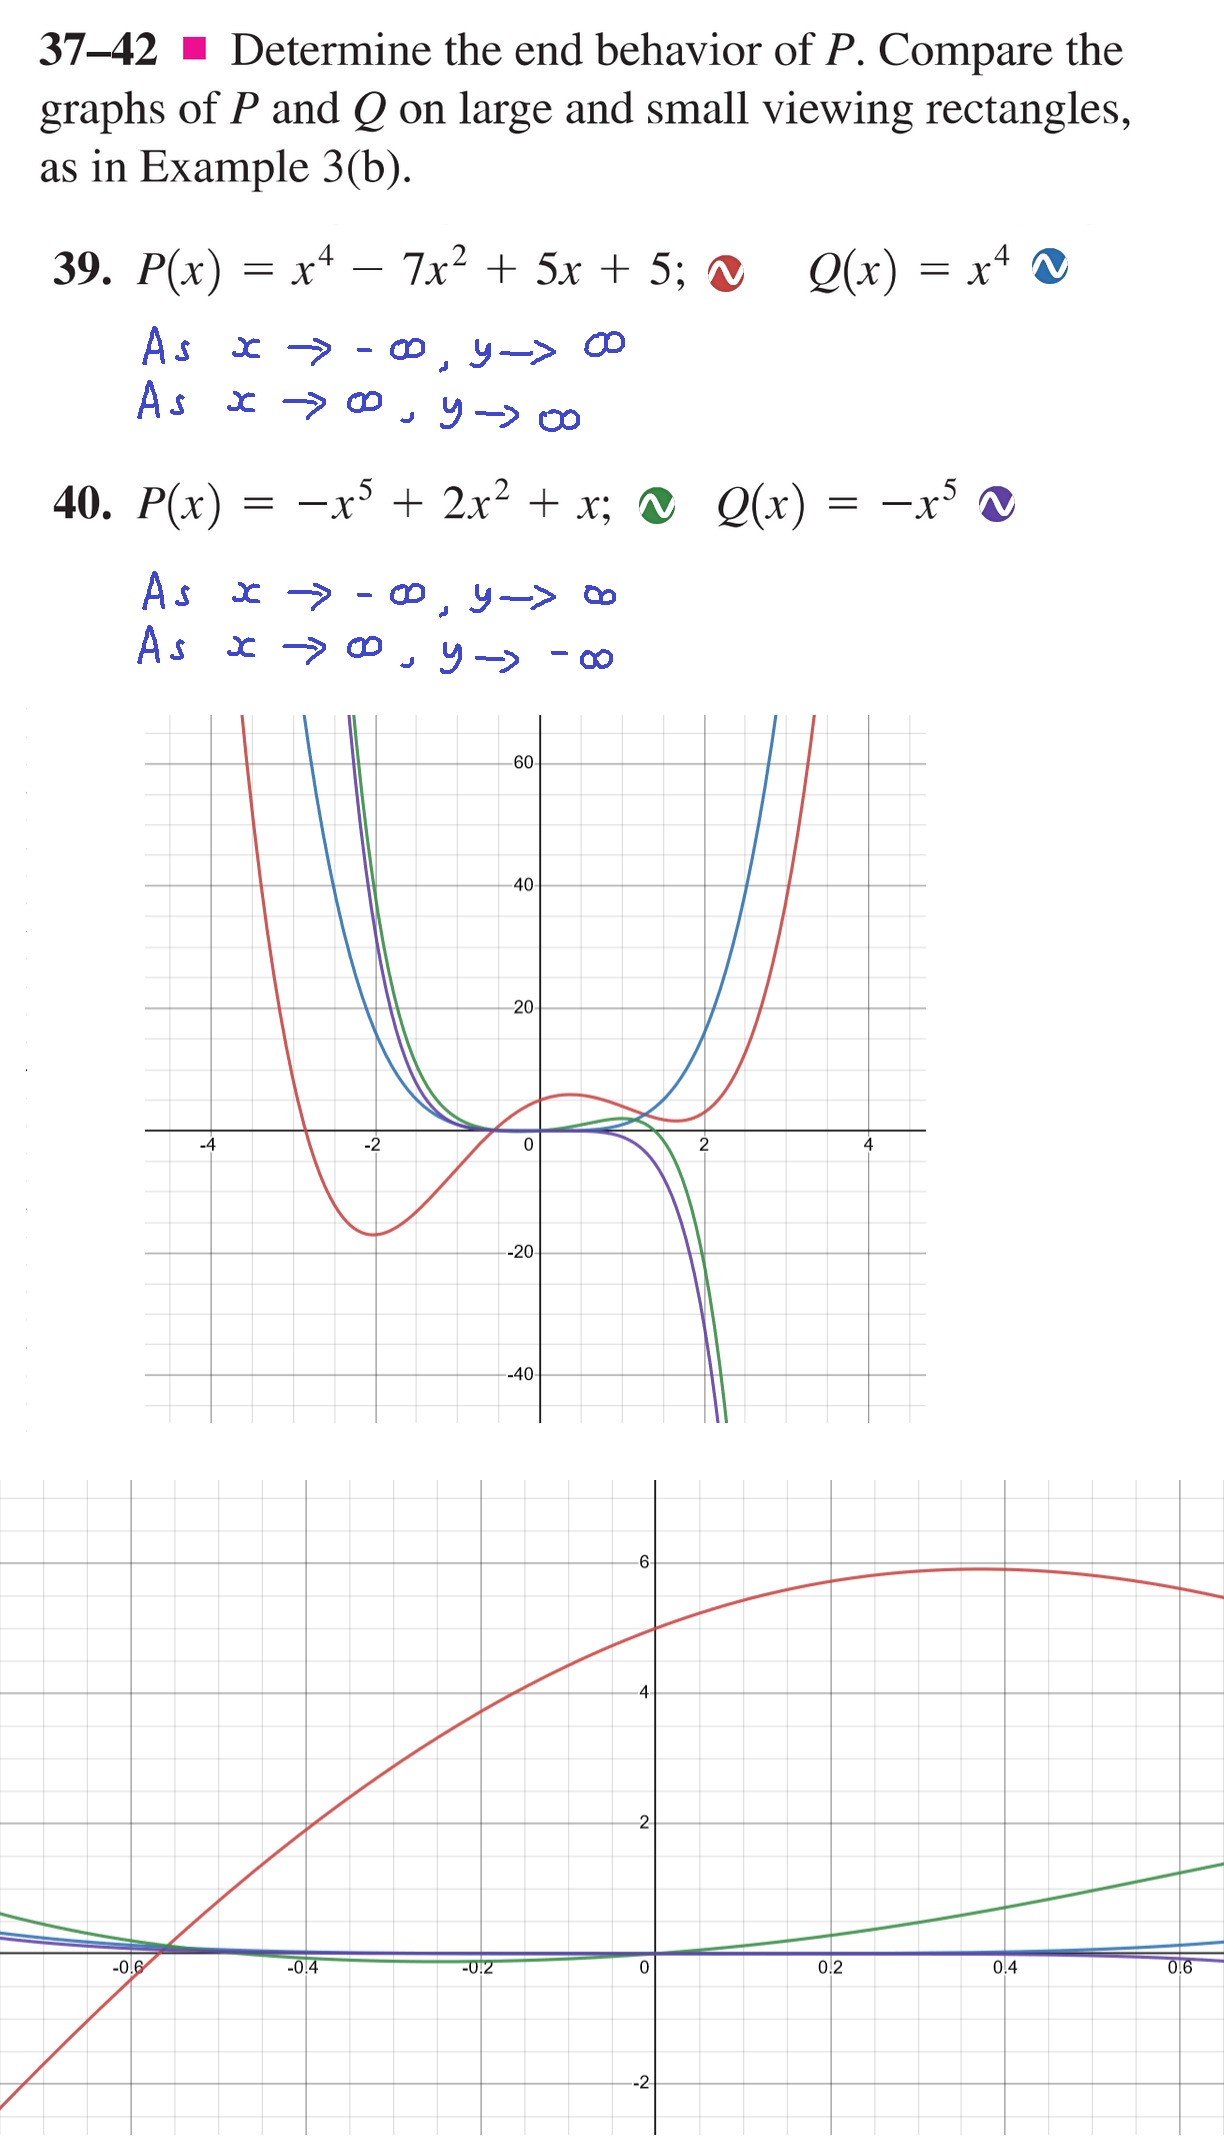 37–42 ■ Determine the end behavior of P. Compare the
graphs of P and Q on large and small viewing rectangles,
as in Example 3(b).
39. P(x) = x⁴ − 7x² + 5x + 5; Q(x) = x⁴
As x → -∞, y → ∞
As x → ∞, y → ∞
40. P(x) = −x⁵ + 2x² + x; Q(x) = −x⁵
As x → -∞, y → ∞
As x → ∞, y → -∞
60
40
20
-4 -2 0 2 4
-20
-40
6
4
2
-0.6 -0.4 -0.2 0 0.2 0.4 0.6
-2